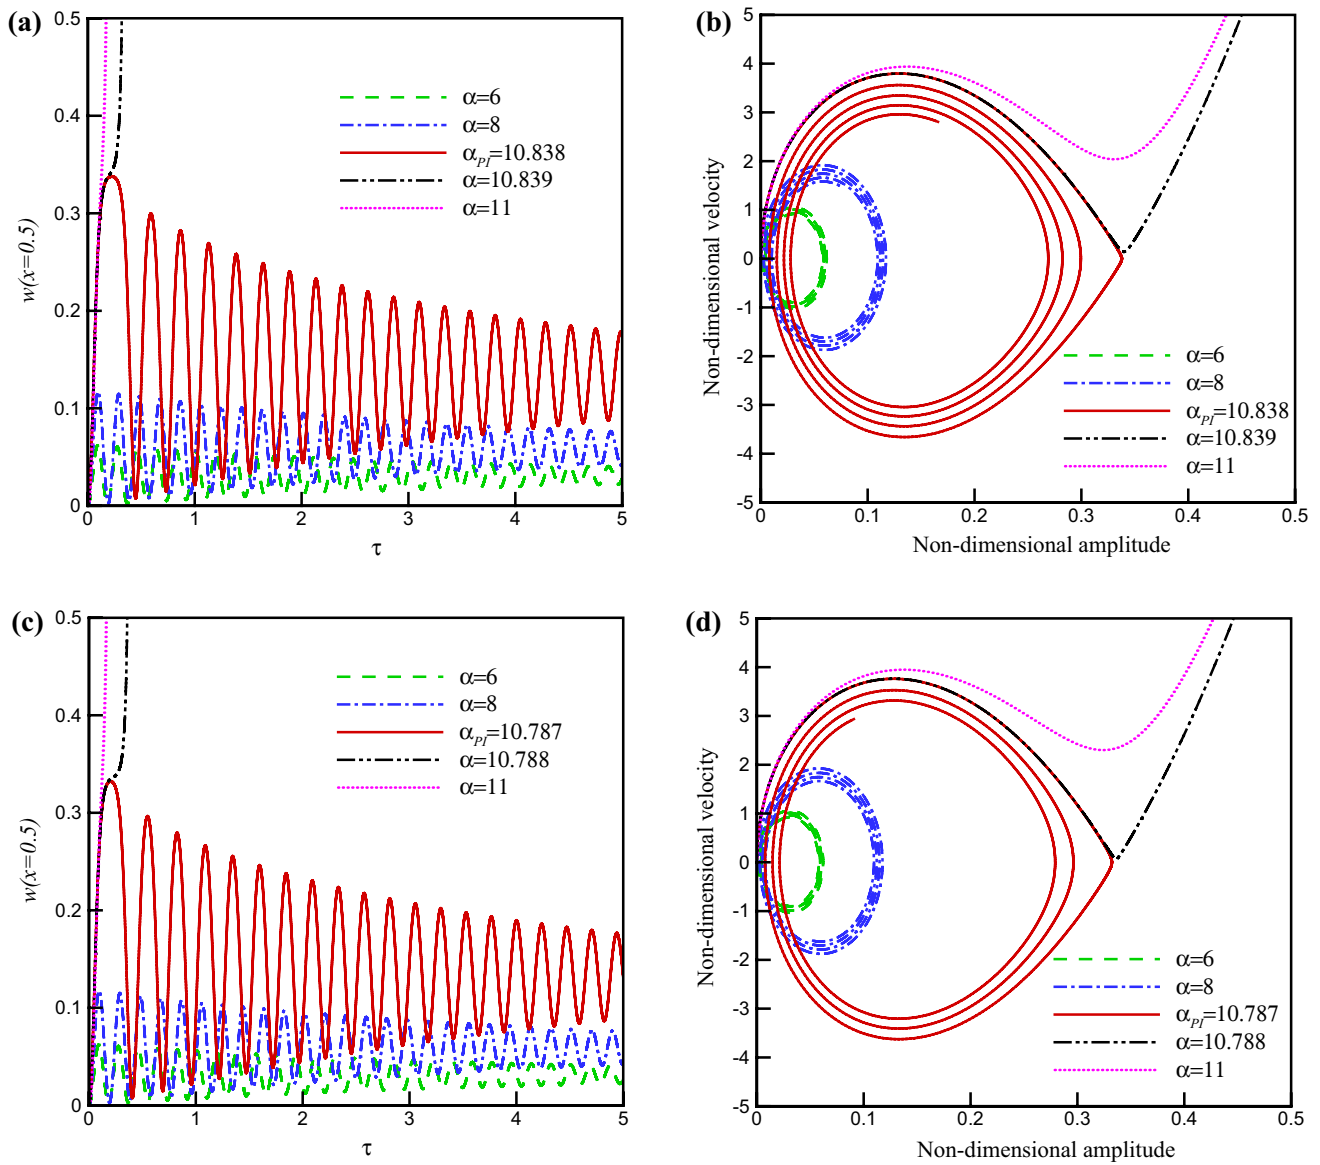 (a)
0.5
0.4
0.3
0.2
0.1
0
w(x=0.5)
0 1 2 3 4 5
τ
α=6
α=8
α_PI=10.838
α=10.839
α=11
(b)
5
4
3
2
1
0
-1
-2
-3
-4
-5
Non-dimensional velocity
0 0.1 0.2 0.3 0.4 0.5
Non-dimensional amplitude
α=6
α=8
α_PI=10.838
α=10.839
α=11
(c)
0.5
0.4
0.3
0.2
0.1
0
w(x=0.5)
0 1 2 3 4 5
τ
α=6
α=8
α_PI=10.787
α=10.788
α=11
(d)
5
4
3
2
1
0
-1
-2
-3
-4
-5
Non-dimensional velocity
0 0.1 0.2 0.3 0.4 0.5
Non-dimensional amplitude
α=6
α=8
α_PI=10.787
α=10.788
α=11